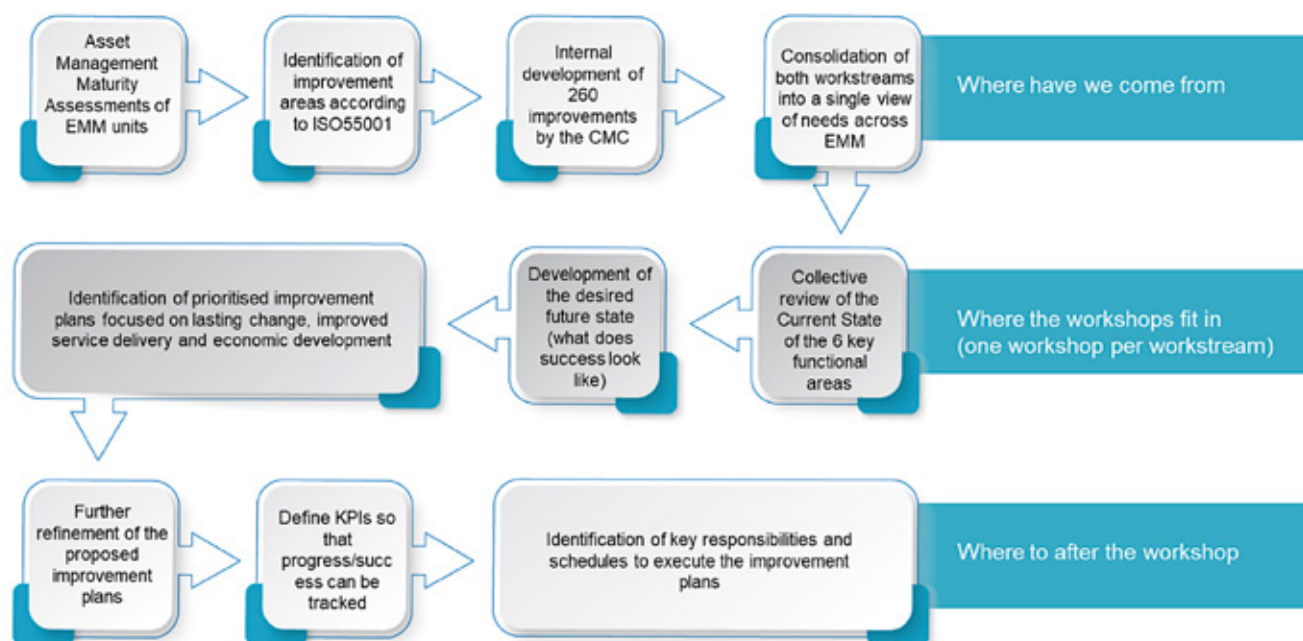 Asset
Management
Maturity
Assessments of
EMM units
Identification of
improvement
areas according
to ISO55001
Internal
development of
260
improvements
by the CMC
Consolidation of
both workstreams
into a single view
of needs across
EMM
Where have we come from
Identification of prioritised improvement
plans focused on lasting change, improved
service delivery and economic development
Development of
the desired
future state
(what does
success look
like)
Collective
review of the
Current State
of the 6 key
functional
areas
Where the workshops fit in
(one workshop per workstream)
Further
refinement of the
proposed
improvement
plans
Define KPIs so
that
progress/succ
ess can be
tracked
Identification of key responsibilities and
schedules to execute the improvement
plans
Where to after the workshop